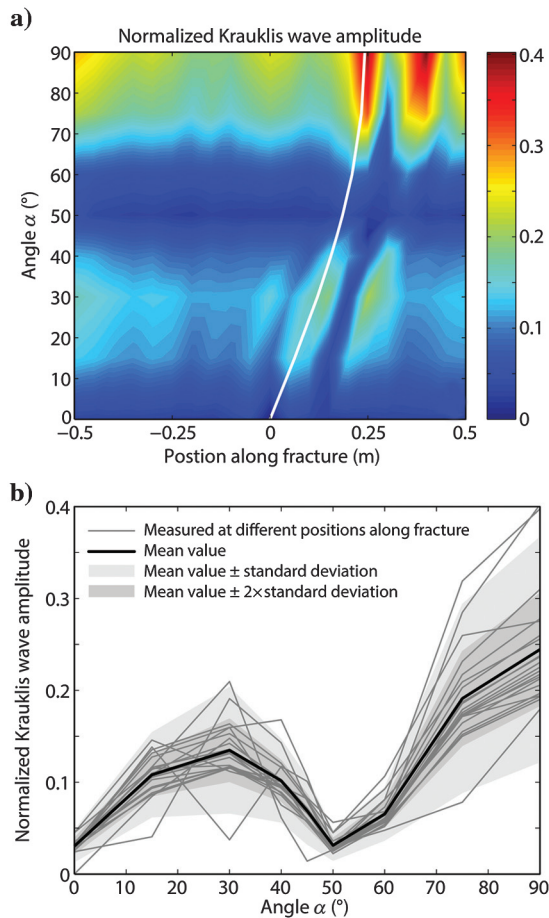 a)
Normalized Krauklis wave amplitude
90
80
70
60
50
40
30
20
10
0
Angle α (°)
−0.5
−0.25
0
0.25
0.5
Postion along fracture (m)
0.4
0.3
0.2
0.1
0
b)
0.4
0.3
0.2
0.1
0
Normalized Krauklis wave amplitude
Measured at different positions along fracture
Mean value
Mean value ± standard deviation
Mean value ± 2×standard deviation
0 10 20 30 40 50 60 70 80 90
Angle α (°)